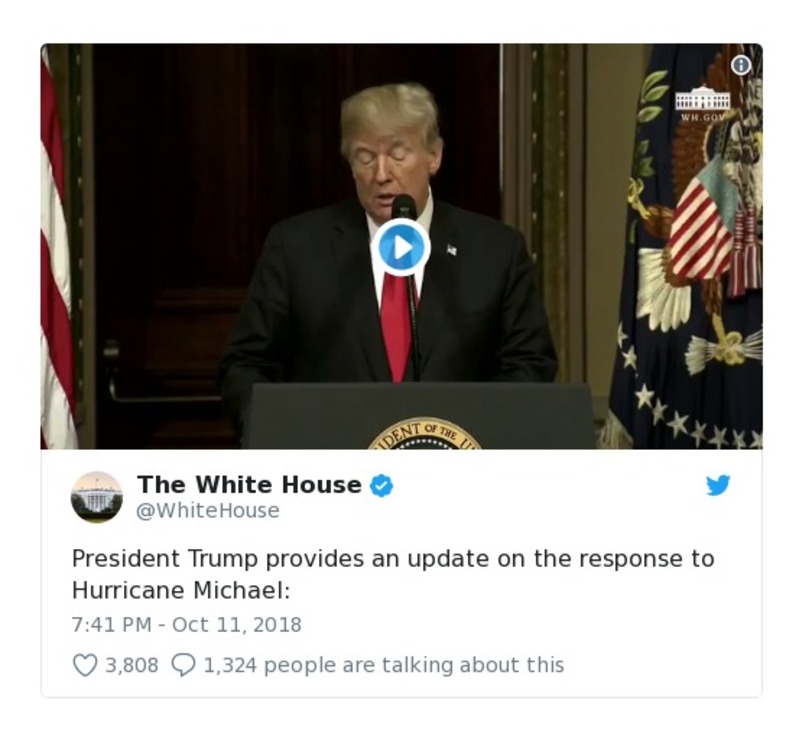 WH.GOV
IDENT OF THE U
The White House
@WhiteHouse
President Trump provides an update on the response to
Hurricane Michael:
7:41 PM - Oct 11, 2018
3,808 1,324 people are talking about this